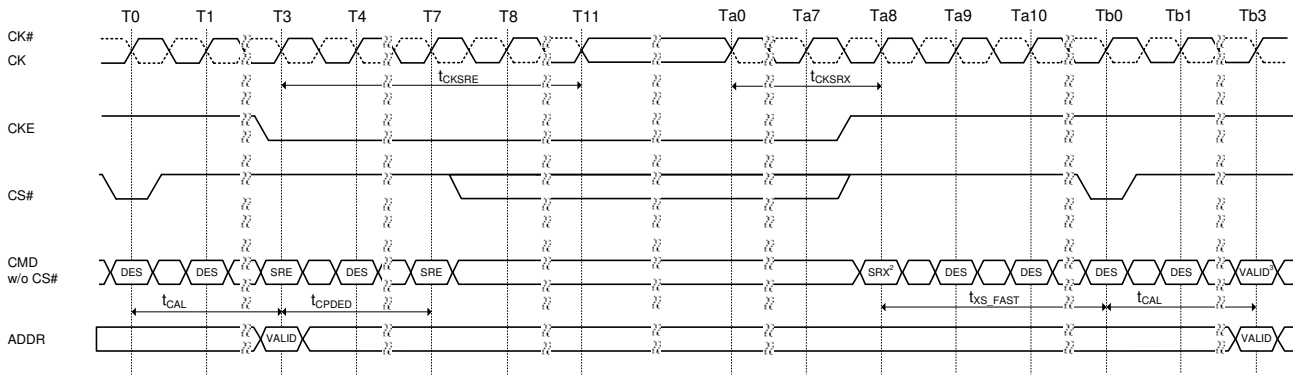 T0 T1 T3 T4 T7 T8 T11 Ta0 Ta7 Ta8 Ta9 Ta10 Tb0 Tb1 Tb3
CK#
CK
tCKSRE tCKSRX
CKE
CS#
CMD
w/o CS#
DES DES SRE DES SRE SRX² DES DES DES DES VALID³
tCAL tCPDED tXS_FAST tCAL
ADDR
VALID VALID